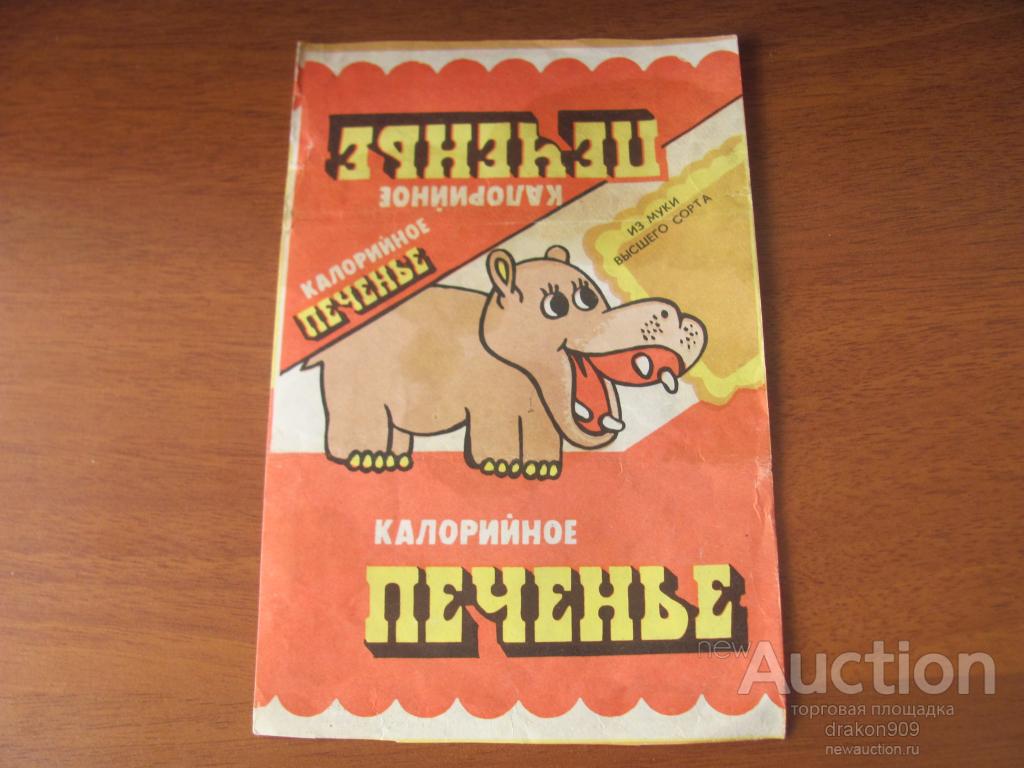 ПЕЧЕНЬЕ
КАЛОРИЙНОЕ
КАЛОРИЙНОЕ
ПЕЧЕНЬЕ
ИЗ МУКИ
ВЫСШЕГО СОРТА
КАЛОРИЙНОЕ
ПЕЧЕНЬЕ
newAuction
торговая площадка
drakon909
newauction.ru